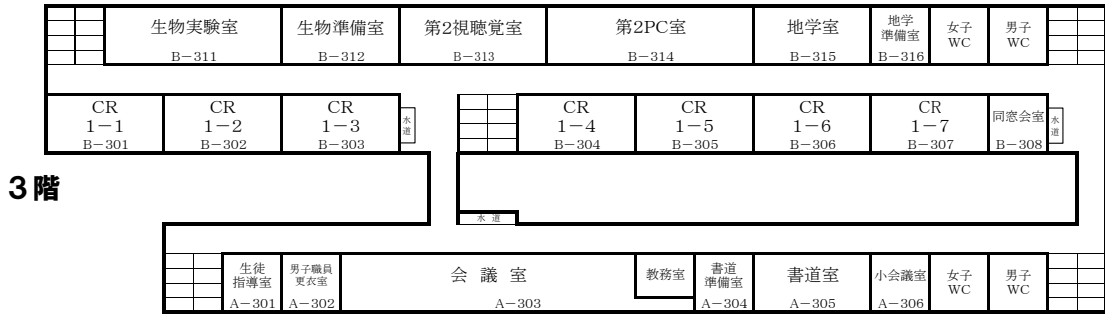 生物実験室
B−311
生物準備室
B−312
第2視聴覚室
B−313
第2PC室
B−314
地学室
B−315
地学
準備室
B−316
女子
WC
男子
WC
CR
1−1
B−301
CR
1−2
B−302
CR
1−3
B−303
水
道
CR
1−4
B−304
CR
1−5
B−305
CR
1−6
B−306
CR
1−7
B−307
同窓会室
B−308
水
道
3階
水 道
生徒
指導室
A−301
男子職員
更衣室
A−302
会 議 室
A−303
教務室
書道
準備室
A−304
書道室
A−305
小会議室
A−306
女子
WC
男子
WC